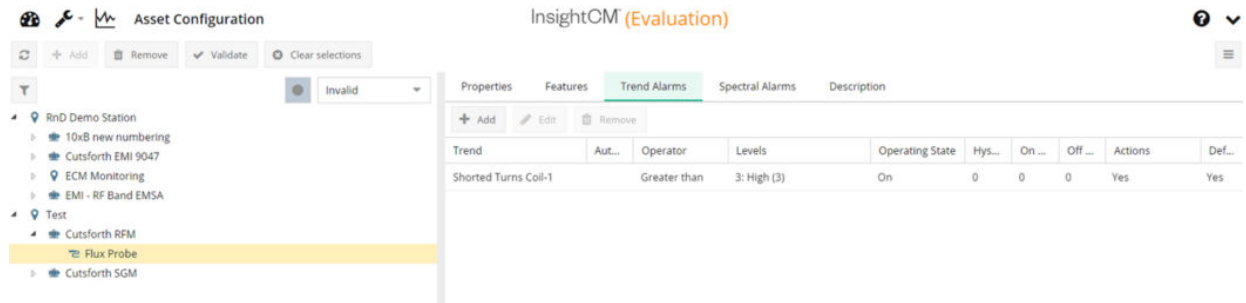 Asset Configuration
InsightCM™ (Evaluation)
Add Remove Validate Clear selections
Invalid
RnD Demo Station
10xB new numbering
Cutsforth EMI 9047
ECM Monitoring
EMI - RF Band EMSA
Test
Cutsforth RFM
Flux Probe
Cutsforth SGM
Properties Features Trend Alarms Spectral Alarms Description
Add Edit Remove
Trend Aut... Operator Levels Operating State Hys... On ... Off ... Actions Def...
Shorted Turns Coil-1 Greater than 3: High (3) On 0 0 0 Yes Yes